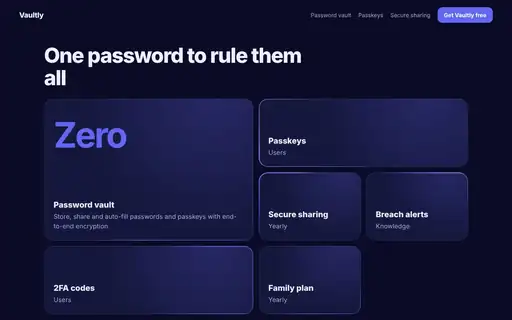 Vaultly
Password vault
Passkeys
Secure sharing
Get Vaultly free
One password to rule them
all
Zero
Password vault
Store, share and auto-fill passwords and passkeys with end-
to-end encryption
Passkeys
Users
Secure sharing
Yearly
Breach alerts
Knowledge
2FA codes
Users
Family plan
Yearly